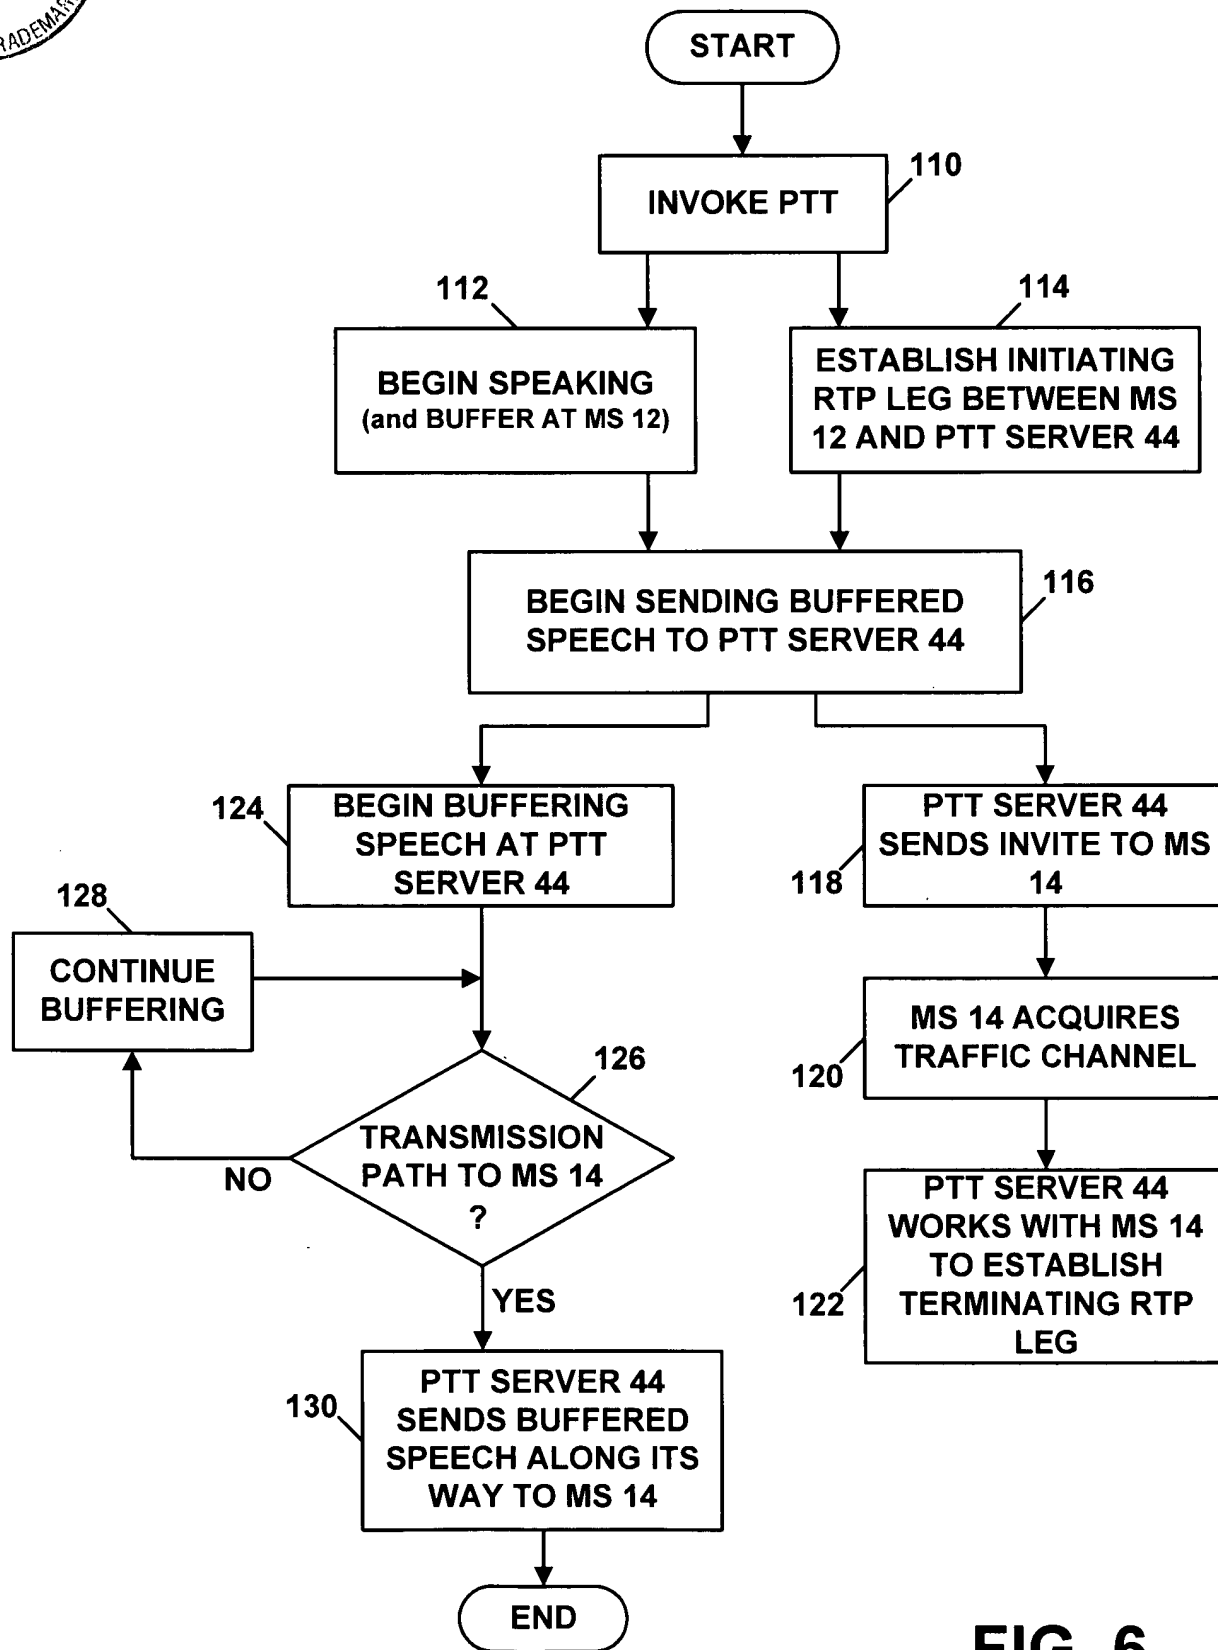 RADEMAR
START
110
INVOKE PTT
112
114
BEGIN SPEAKING
(and BUFFER AT MS 12)
ESTABLISH INITIATING
RTP LEG BETWEEN MS
12 AND PTT SERVER 44
116
BEGIN SENDING BUFFERED
SPEECH TO PTT SERVER 44
124
BEGIN BUFFERING
SPEECH AT PTT
SERVER 44
PTT SERVER 44
SENDS INVITE TO MS
14
118
128
CONTINUE
BUFFERING
MS 14 ACQUIRES
TRAFFIC CHANNEL
120
126
TRANSMISSION
PATH TO MS 14
?
NO
PTT SERVER 44
WORKS WITH MS 14
TO ESTABLISH
TERMINATING RTP
LEG
122
YES
130
PTT SERVER 44
SENDS BUFFERED
SPEECH ALONG ITS
WAY TO MS 14
END
FIG. 6